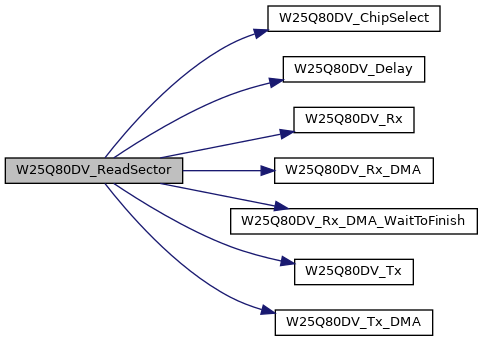 W25Q80DV_ChipSelect
W25Q80DV_Delay
W25Q80DV_Rx
W25Q80DV_ReadSector
W25Q80DV_Rx_DMA
W25Q80DV_Rx_DMA_WaitToFinish
W25Q80DV_Tx
W25Q80DV_Tx_DMA